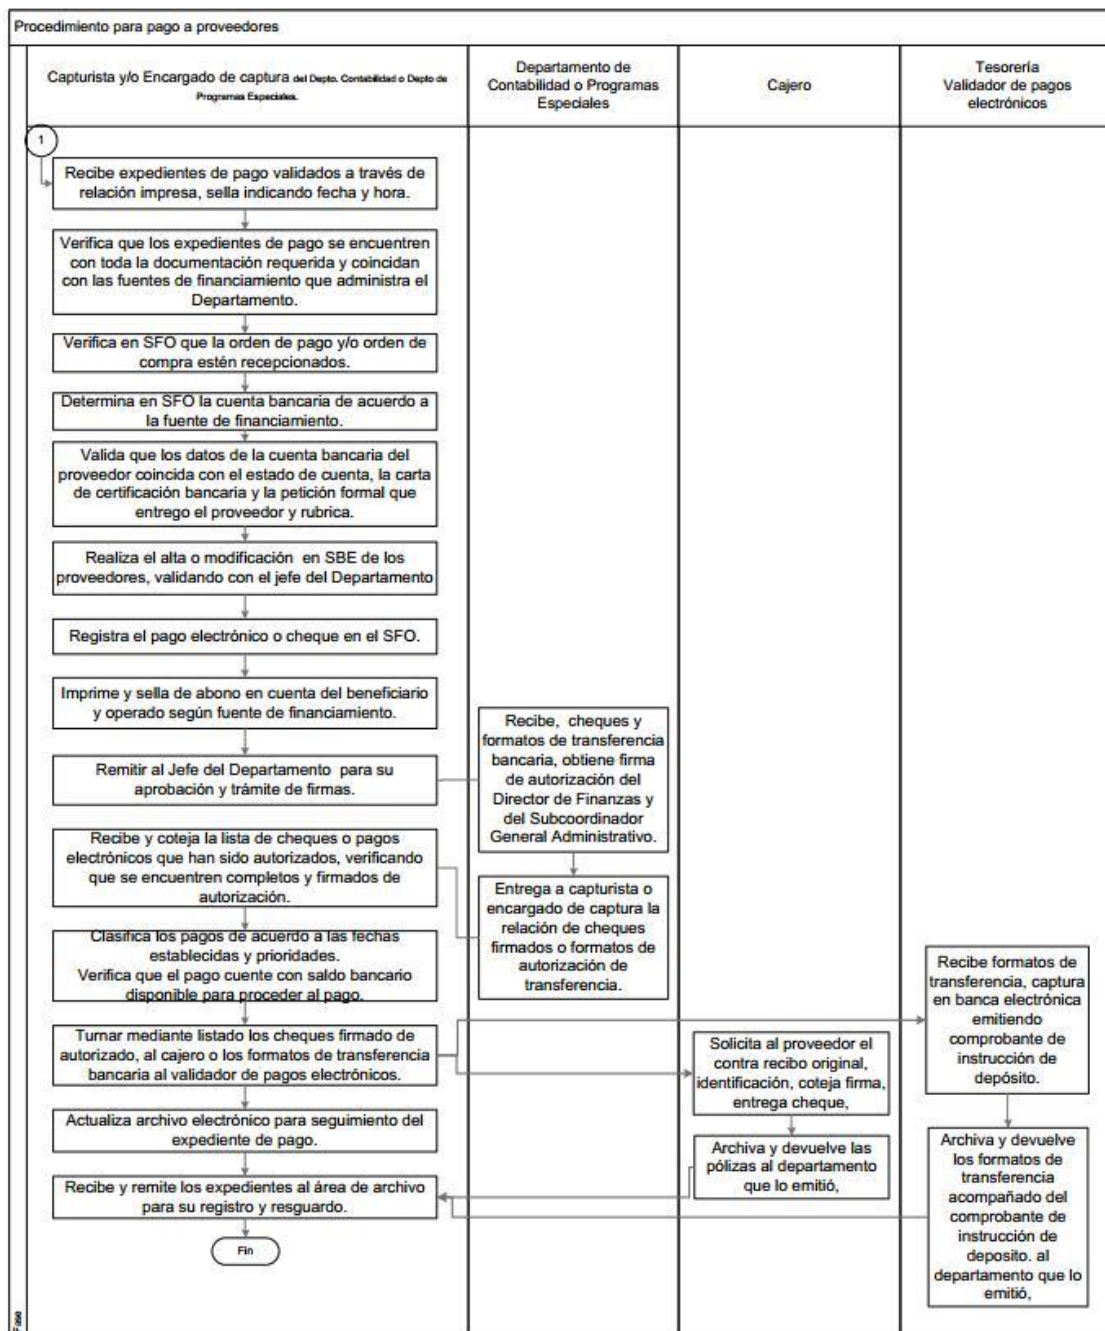 Procedimiento para pago a proveedores
Capturista y/o Encargado de captura del Depto. Contabilidad o Depto de
Programas Especiales.
Departamento de
Contabilidad o Programas
Especiales
Cajero
Tesorería
Validador de pagos
electrónicos
1
Recibe expedientes de pago validados a través de
relación impresa, sella indicando fecha y hora.
Verifica que los expedientes de pago se encuentren
con toda la documentación requerida y coincidan
con las fuentes de financiamiento que administra el
Departamento.
Verifica en SFO que la orden de pago y/o orden de
compra estén recepcionados.
Determina en SFO la cuenta bancaria de acuerdo a
la fuente de financiamiento.
Valida que los datos de la cuenta bancaria del
proveedor coincida con el estado de cuenta, la carta
de certificación bancaria y la petición formal que
entrego el proveedor y rubrica.
Realiza el alta o modificación en SBE de los
proveedores, validando con el jefe del Departamento
Registra el pago electrónico o cheque en el SFO.
Imprime y sella de abono en cuenta del beneficiario
y operado según fuente de financiamiento.
Remitir al Jefe del Departamento para su
aprobación y trámite de firmas.
Recibe, cheques y
formatos de transferencia
bancaria, obtiene firma
de autorización del
Director de Finanzas y
del Subcoordinador
General Administrativo.
Entrega a capturista o
encargado de captura la
relación de cheques
firmados o formatos de
autorización de
transferencia.
Recibe y coteja la lista de cheques o pagos
electrónicos que han sido autorizados, verificando
que se encuentren completos y firmados de
autorización.
Clasifica los pagos de acuerdo a las fechas
establecidas y prioridades.
Verifica que el pago cuente con saldo bancario
disponible para proceder al pago.
Turnar mediante listado los cheques firmado de
autorizado, al cajero o los formatos de transferencia
bancaria al validador de pagos electrónicos.
Solicita al proveedor el
contra recibo original,
identificación, coteja firma,
entrega cheque,
Archiva y devuelve las
pólizas al departamento
que lo emitió,
Recibe formatos de
transferencia, captura
en banca electrónica
emitiendo
comprobante de
instrucción de
depósito.
Archiva y devuelve
los formatos de
transferencia
acompañado del
comprobante de
instrucción de
deposito. al
departamento que lo
emitió,
Actualiza archivo electrónico para seguimiento del
expediente de pago.
Recibe y remite los expedientes al área de archivo
para su registro y resguardo.
Fin
Fase